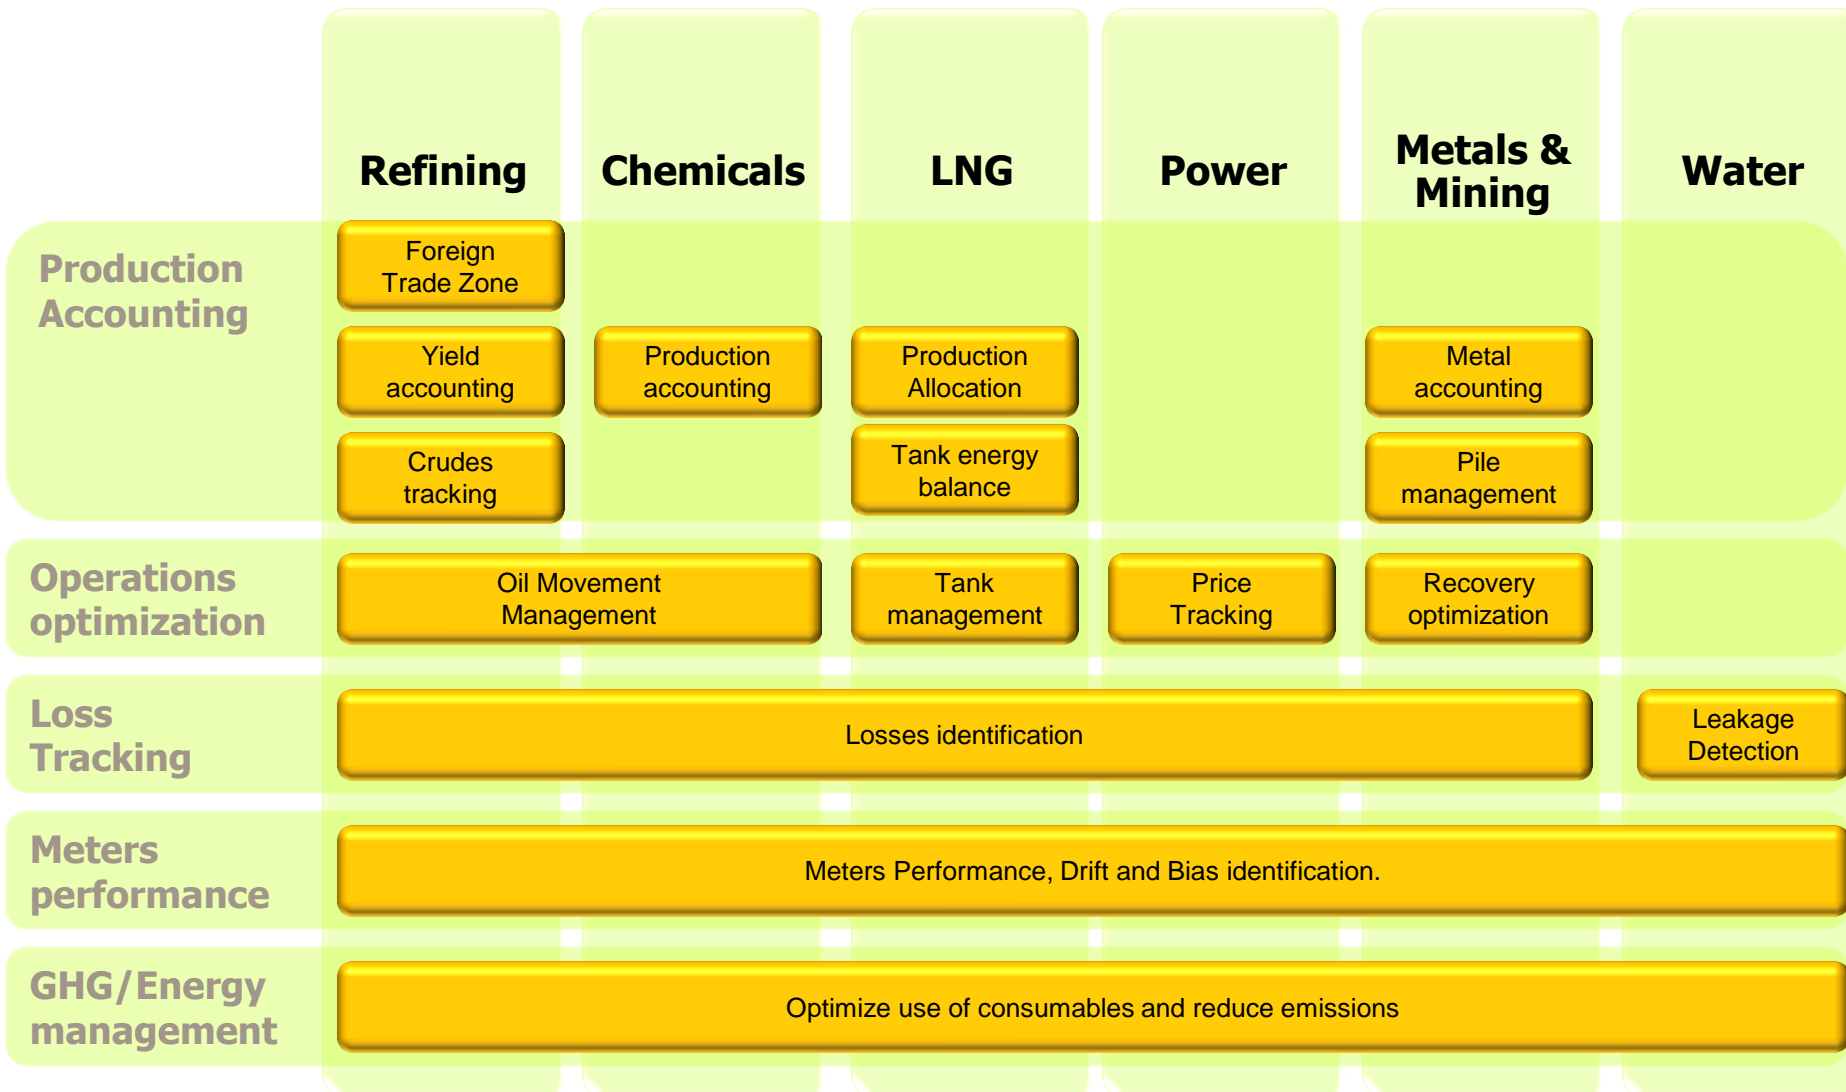 Refining
Chemicals
LNG
Power
Metals &
Mining
Water
Production
Accounting
Foreign
Trade Zone
Yield
accounting
Production
accounting
Production
Allocation
Metal
accounting
Crudes
tracking
Tank energy
balance
Pile
management
Operations
optimization
Oil Movement
Management
Tank
management
Price
Tracking
Recovery
optimization
Loss
Tracking
Losses identification
Leakage
Detection
Meters
performance
Meters Performance, Drift and Bias identification.
GHG/Energy
management
Optimize use of consumables and reduce emissions